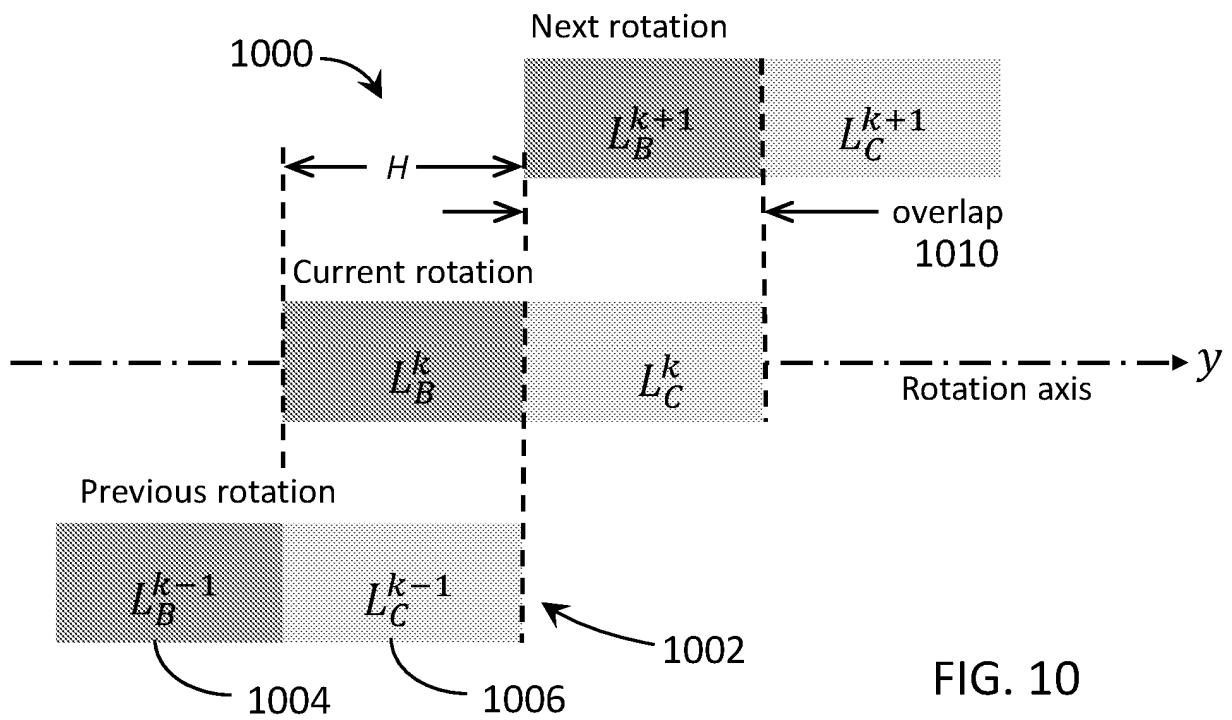 Next rotation
1000
L_B^{k+1} L_C^{k+1}
H
overlap
1010
Current rotation
L_B^k L_C^k
y
Rotation axis
Previous rotation
L_B^{k-1} L_C^{k-1}
1002
1004 1006
FIG. 10